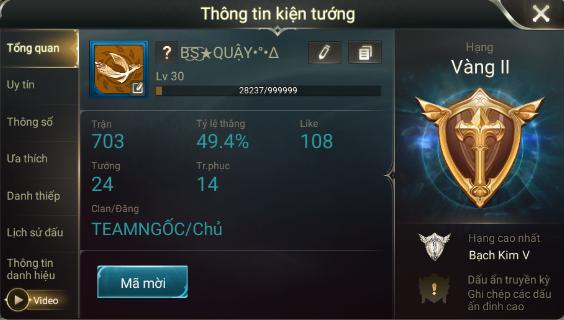 Thông tin kiện tướng
Tổng quan
Uy tín
Thông số
Ưa thích
Danh thiếp
Lịch sử đấu
Thông tin
danh hiệu
Video
? BS★QUẬY•°•Δ
Lv 30
28237/999999
Trận
Tỷ lệ thắng
Like
703
49.4%
108
Tướng
Tr.phục
24
14
Clan/Đẳng
TEAMNGỐC/Chủ
Mã mời
Hạng
Vàng II
Hạng cao nhất
Bạch Kim V
Dấu ấn truyền kỳ
Ghi chép các dấu
ấn đỉnh cao